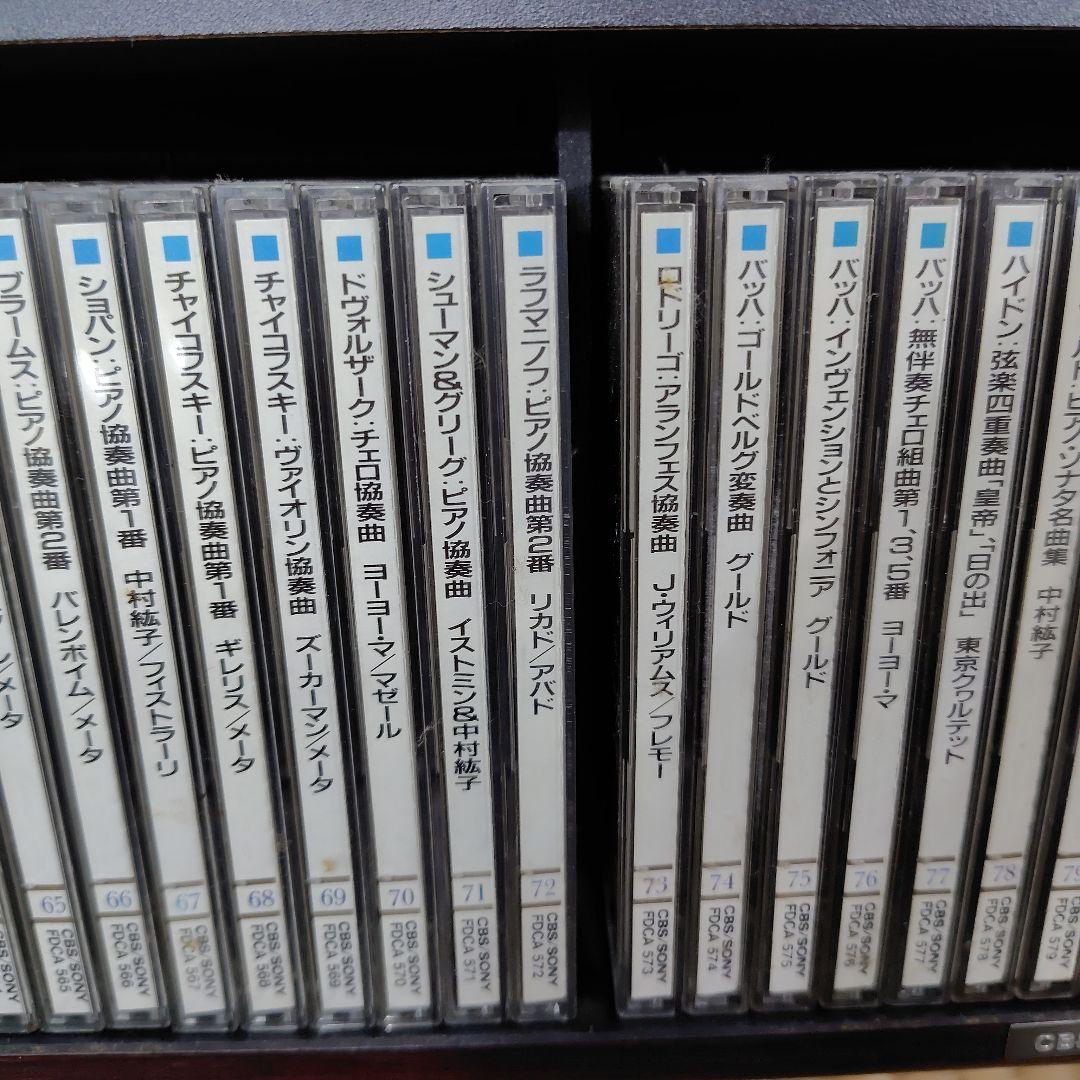 レ/メータ 65 CBS SONY FDCA 565
ブラームス:ピアノ協奏曲第2番 バレンボイム/メータ 66 CBS SONY FDCA 566
ショパン:ピアノ協奏曲第1番 中村紘子/フィストラーリ 67 CBS SONY FDCA 567
チャイコフスキー:ピアノ協奏曲第1番 ギレリス/メータ 68 CBS SONY FDCA 568
チャイコフスキー:ヴァイオリン協奏曲 ズーカーマン/メータ 69 CBS SONY FDCA 569
ドヴォルザーク:チェロ協奏曲 ヨーヨー・マ/マゼール 70 CBS SONY FDCA 570
シューマン&グリーグ:ピアノ協奏曲 イストミン&中村紘子 71 CBS SONY FDCA 571
ラフマニノフ:ピアノ協奏曲第2番 リカド/アバド 72 CBS SONY FDCA 572
ロドリーゴ:アランフェス協奏曲 J・ウィリアムス/フレモー 73 CBS SONY FDCA 573
バッハ:ゴールドベルグ変奏曲 グールド 74 CBS SONY FDCA 574
バッハ:インヴェンションとシンフォニア グールド 75 CBS SONY FDCA 575
バッハ:無伴奏チェロ組曲第1、3、5番 ヨーヨー・マ 76 CBS SONY FDCA 576
ハイドン:弦楽四重奏曲「皇帝」、「日の出」 東京クヮルテット 77 CBS SONY FDCA 577
ルト:ピアノ・ソナタ名曲集 中村紘子 78 CBS SONY FDCA 578
79 CBS SONY FDCA 579
CBS